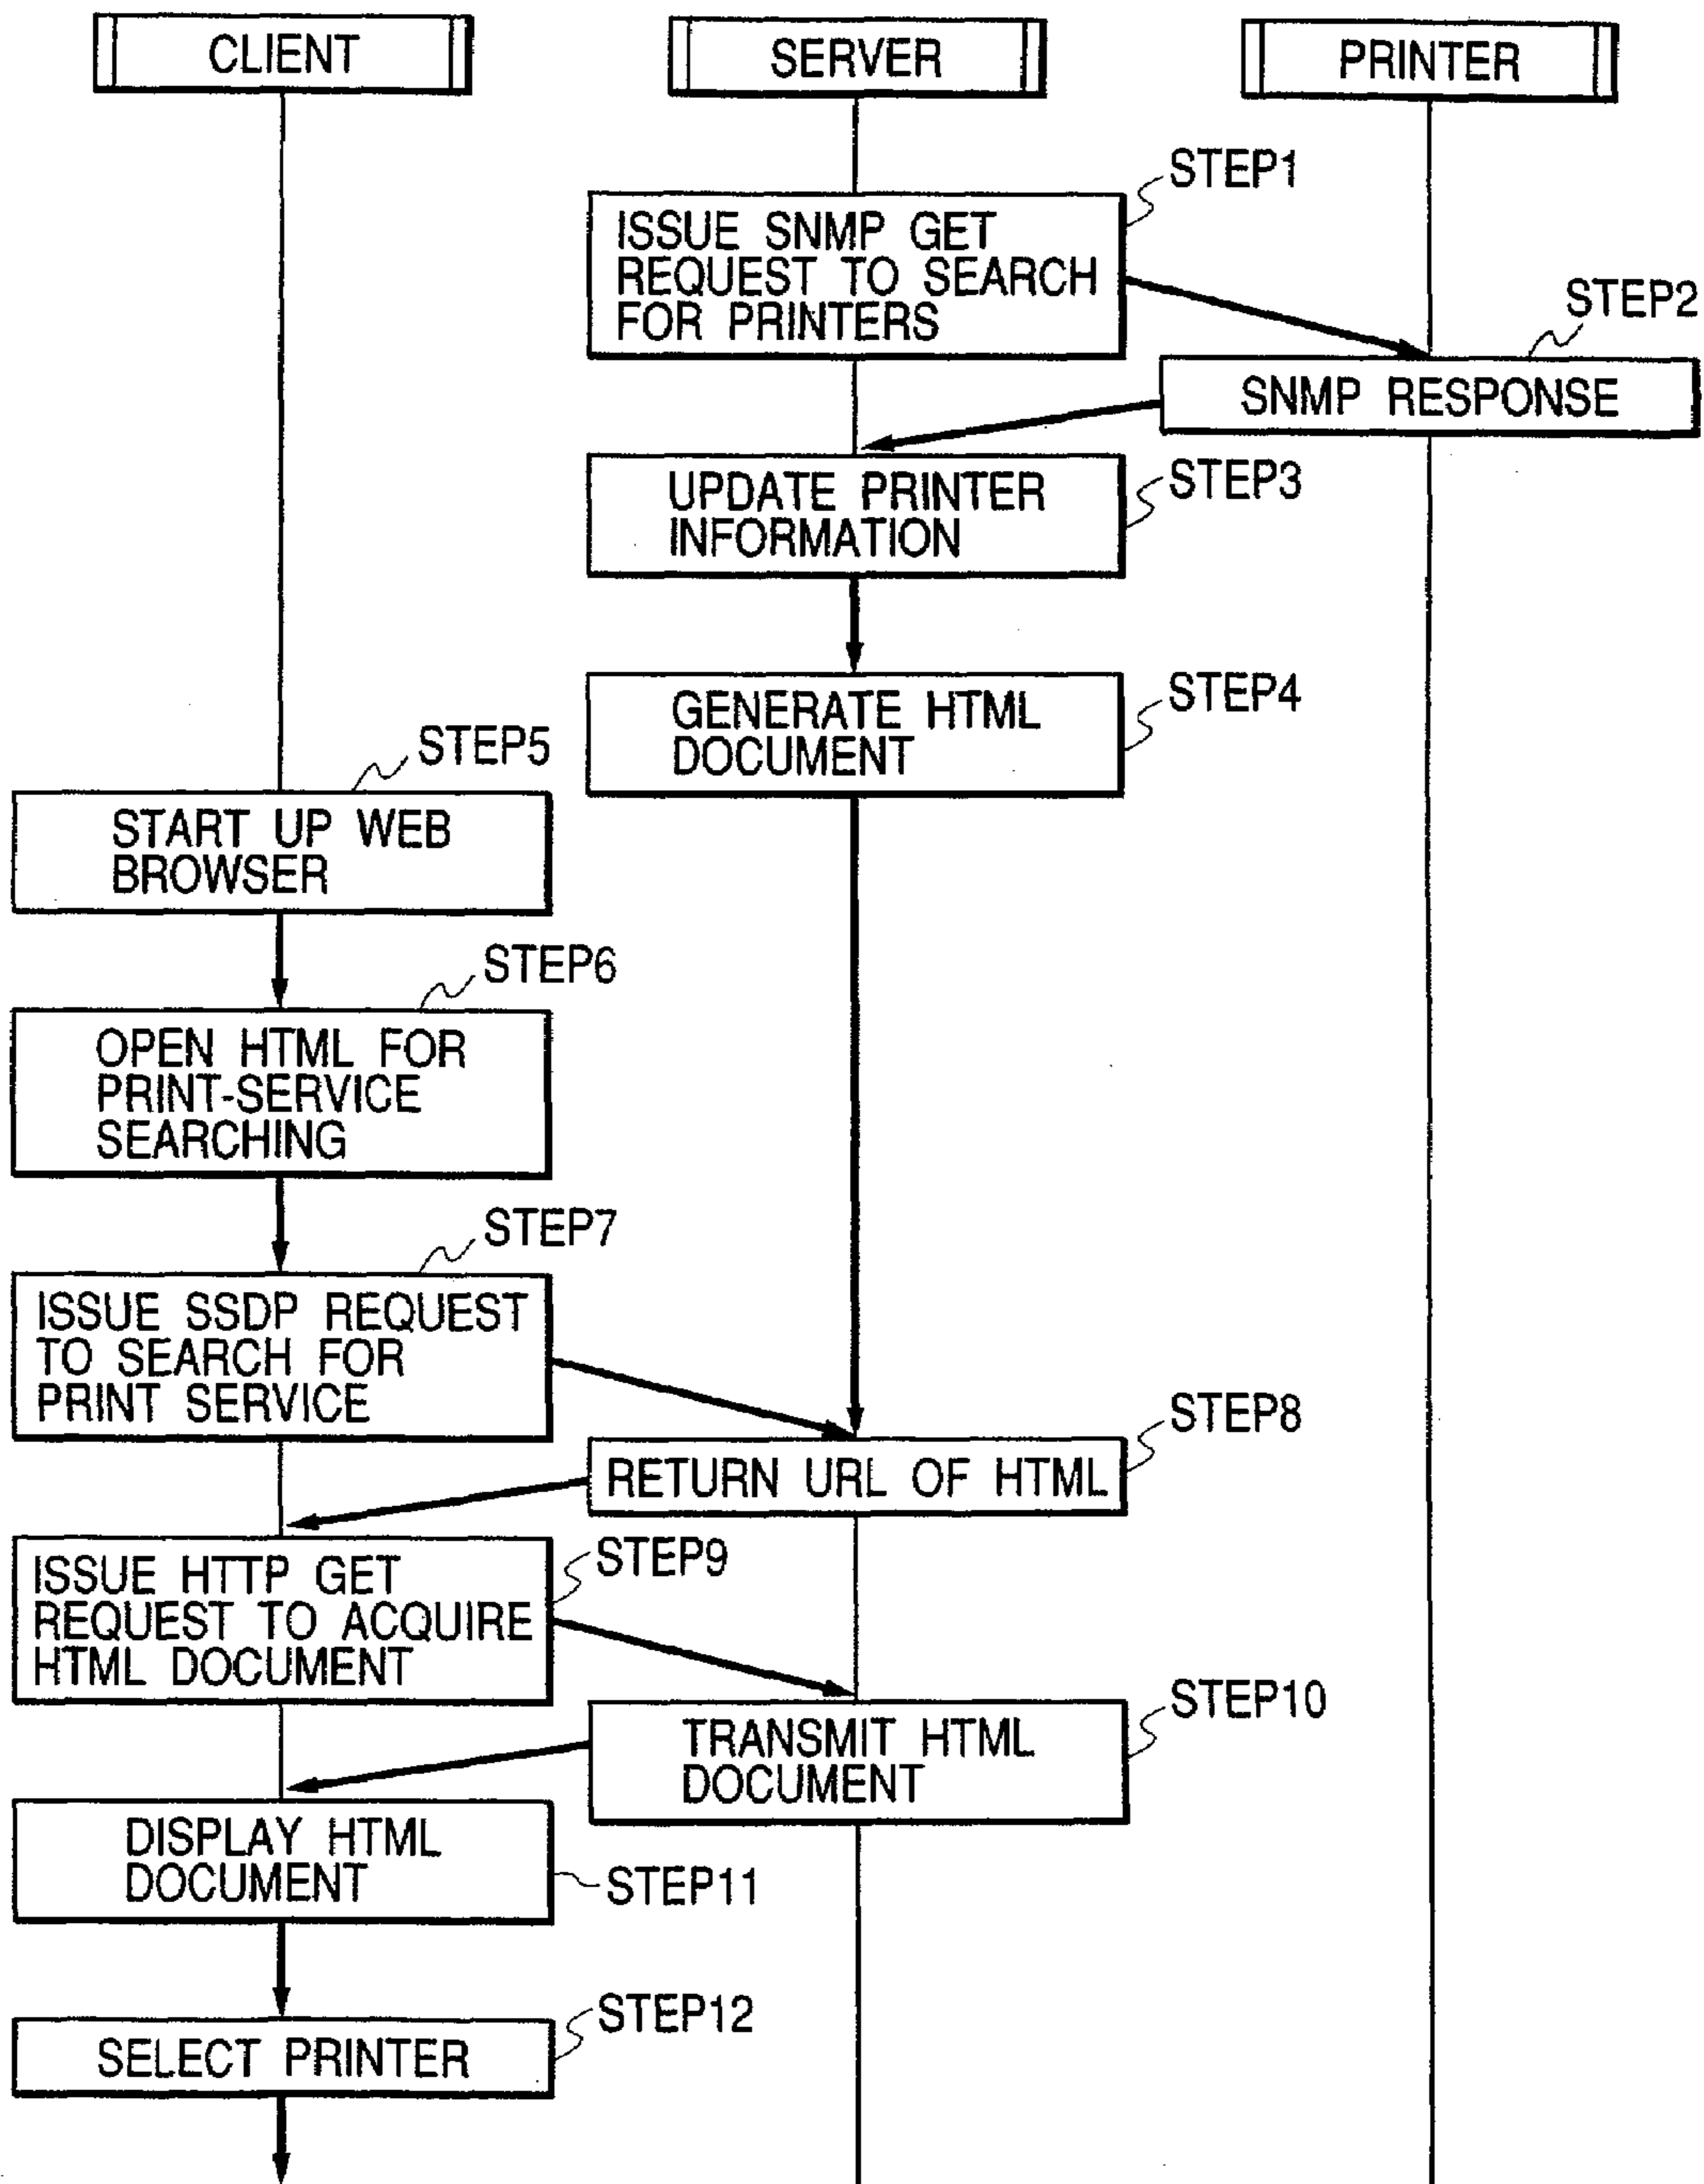 CLIENT
SERVER
PRINTER
STEP1
ISSUE SNMP GET
REQUEST TO SEARCH
FOR PRINTERS
STEP2
SNMP RESPONSE
STEP3
UPDATE PRINTER
INFORMATION
STEP4
GENERATE HTML
DOCUMENT
STEP5
START UP WEB
BROWSER
STEP6
OPEN HTML FOR
PRINT-SERVICE
SEARCHING
STEP7
ISSUE SSDP REQUEST
TO SEARCH FOR
PRINT SERVICE
STEP8
RETURN URL OF HTML
STEP9
ISSUE HTTP GET
REQUEST TO ACQUIRE
HTML DOCUMENT
STEP10
TRANSMIT HTML
DOCUMENT
DISPLAY HTML
DOCUMENT
STEP11
STEP12
SELECT PRINTER